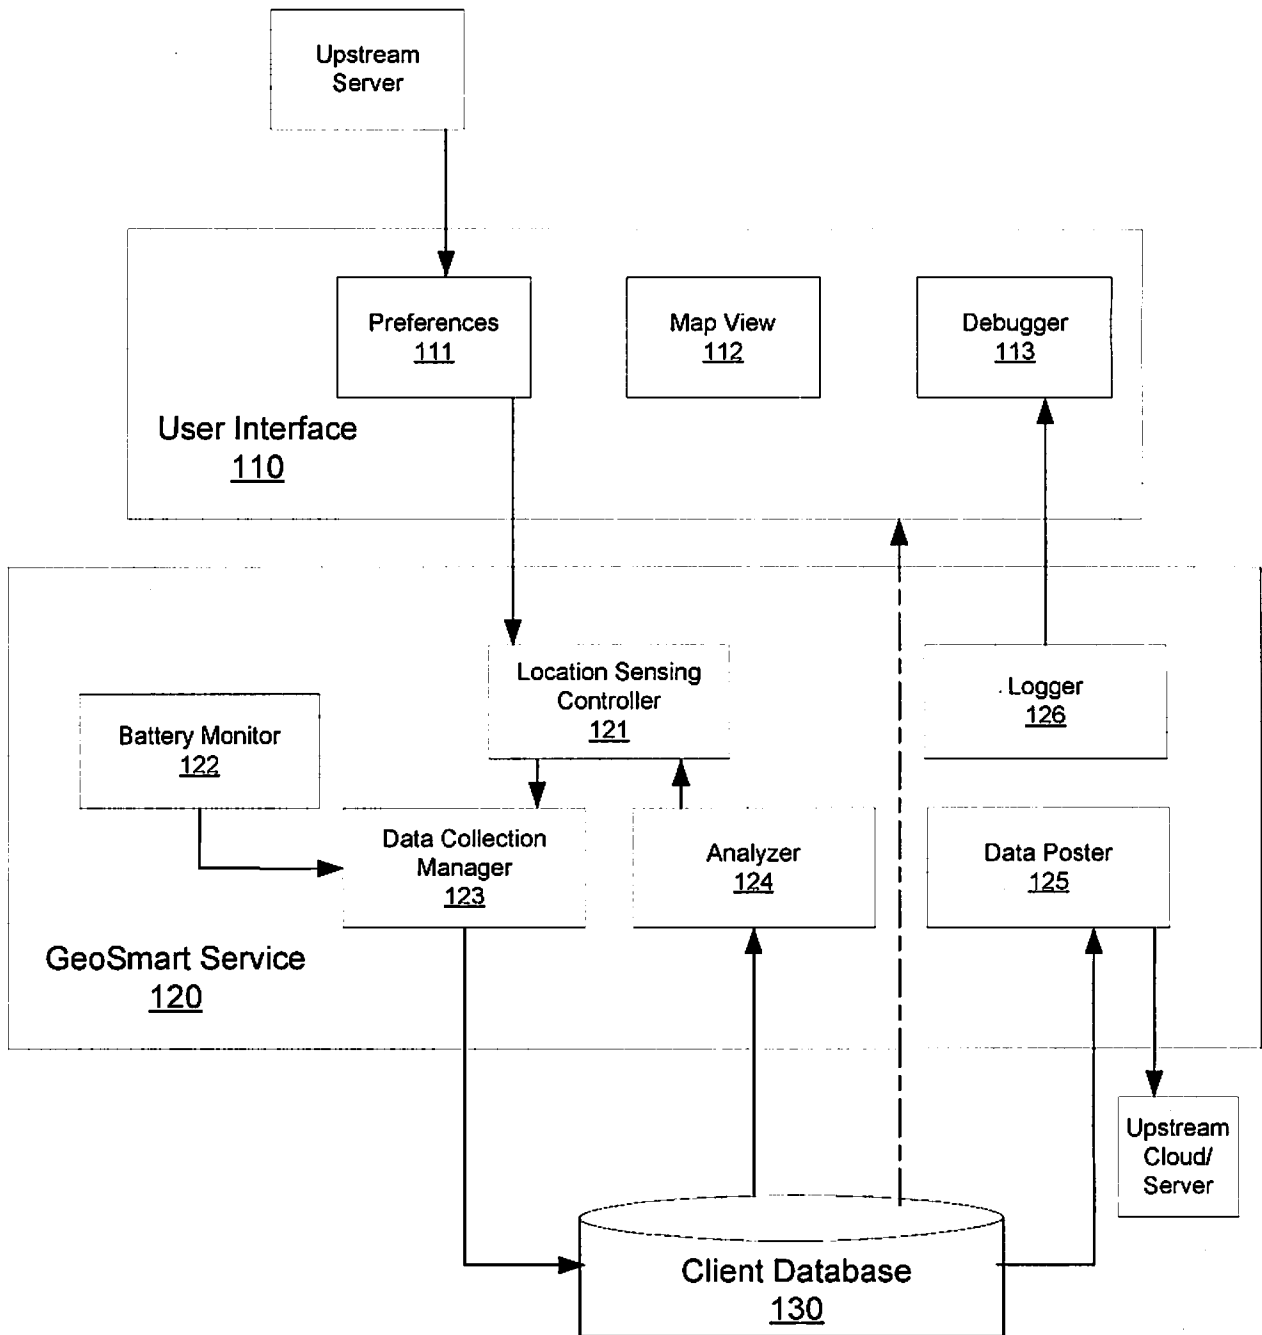 Upstream
Server
Preferences
111
Map View
112
Debugger
113
User Interface
110
Location Sensing
Controller
121
Logger
126
Battery Monitor
122
Data Collection
Manager
123
Analyzer
124
Data Poster
125
GeoSmart Service
120
Upstream
Cloud/
Server
Client Database
130